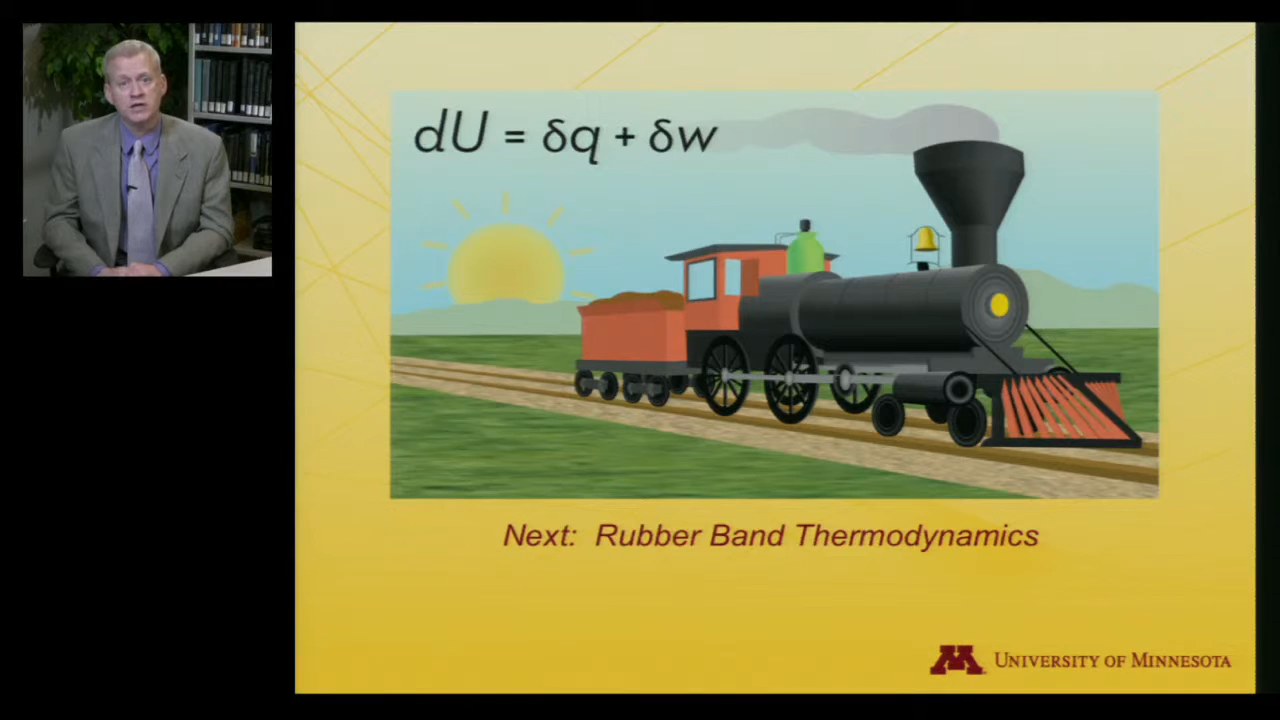 dU = δq + δw
Next: Rubber Band Thermodynamics
M UNIVERSITY OF MINNESOTA